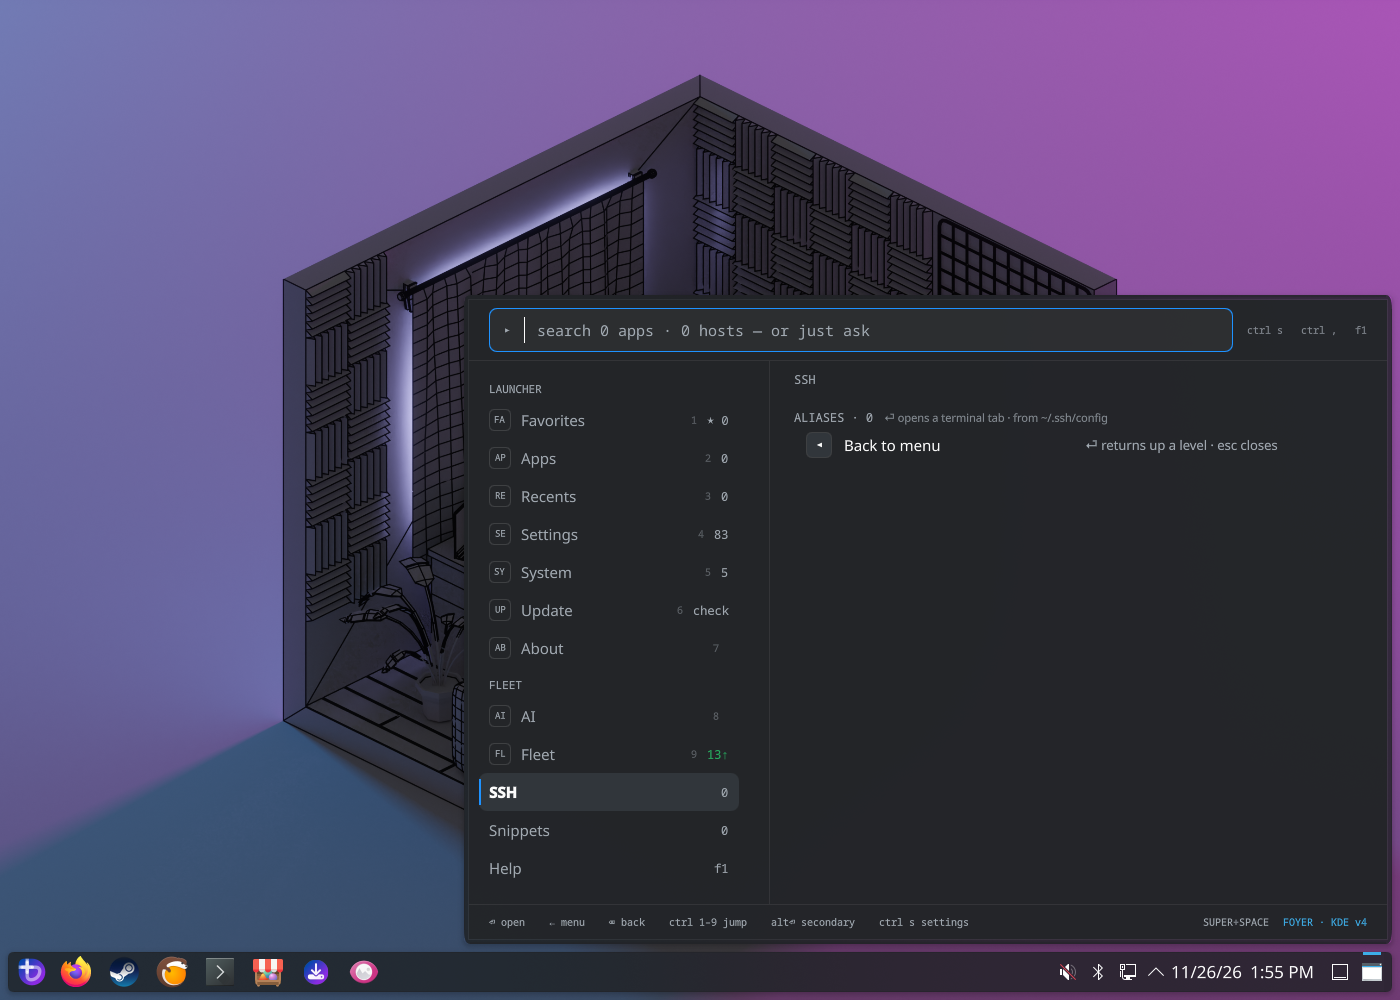 ▸ search 0 apps · 0 hosts — or just ask ctrl s ctrl , f1
LAUNCHER
FA Favorites 1 ★ 0
AP Apps 2 0
RE Recents 3 0
SE Settings 4 83
SY System 5 5
UP Update 6 check
AB About 7
FLEET
AI AI 8
FL Fleet 9 13↑
SSH 0
Snippets 0
Help f1
SSH
ALIASES · 0 ⏎ opens a terminal tab · from ~/.ssh/config
◂ Back to menu ⏎ returns up a level · esc closes
⏎ open ← menu ⌫ back ctrl 1–9 jump alt⏎ secondary ctrl s settings SUPER+SPACE FOYER · KDE v4
11/26/26 1:55 PM